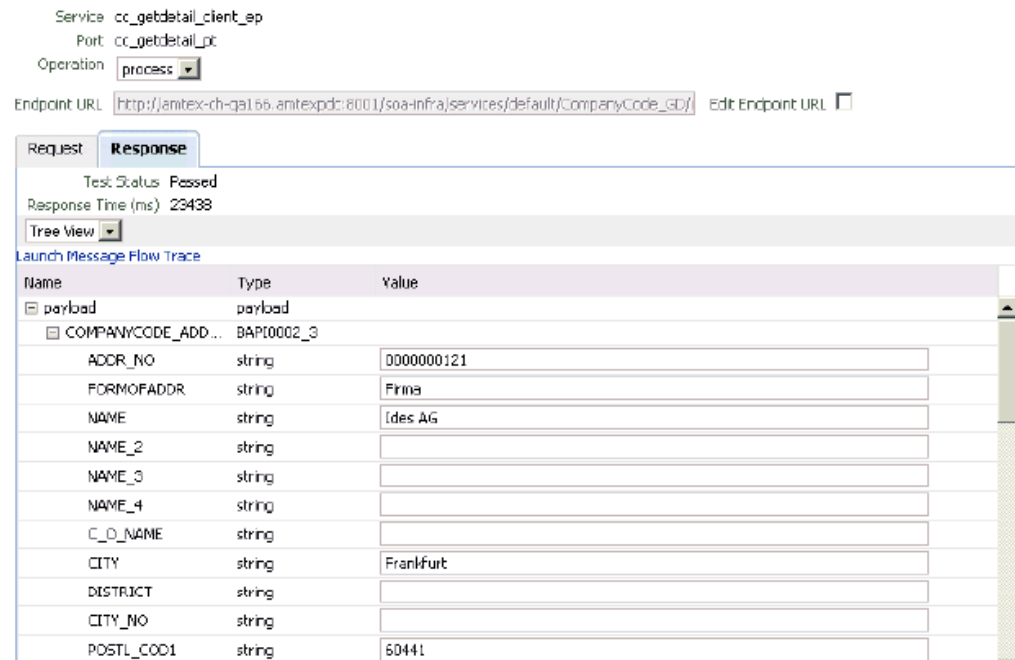 Service cc_getdetail_client_ep
Port cc_getdetail_pt
Operation process
Endpoint URL http://amtex-ch-qa166.amtexpdc:8001/soa-infra/services/default/CompanyCode_GD/ Edit Endpoint URL
Request Response
Test Status Passed
Response Time (ms) 23438
Tree View
Launch Message Flow Trace
Name Type Value
payload payload
COMPANYCODE_ADD... BAPI0002_3
ADDR_NO string 0000000121
FORMOFADDR string Firma
NAME string Ides AG
NAME_2 string
NAME_3 string
NAME_4 string
C_O_NAME string
CITY string Frankfurt
DISTRICT string
CITY_NO string
POSTL_COD1 string 60441